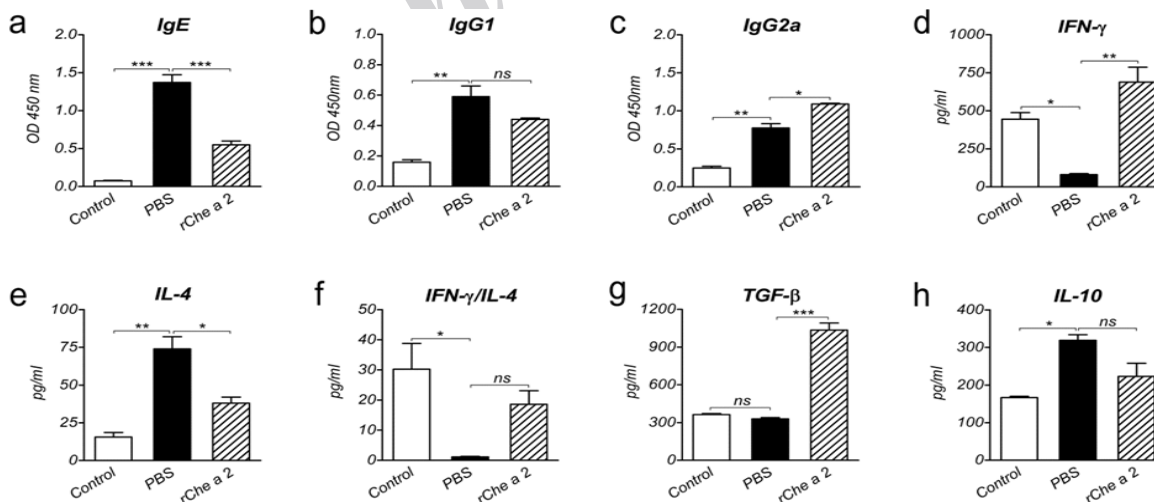 a IgE
OD 450 nm
2.0
1.5
1.0
0.5
0.0
*** ***
Control PBS rChe a 2
b IgG1
OD 450nm
1.0
0.8
0.6
0.4
0.2
0.0
** ns
Control PBS rChe a 2
c IgG2a
OD 450nm
2.0
1.5
1.0
0.5
0.0
** *
Control PBS rChe a 2
d IFN-γ
pg/ml
1000
750
500
250
0
* **
Control PBS rChe a 2
e IL-4
pg/ml
100
75
50
25
0
** *
Control PBS rChe a 2
f IFN-γ/IL-4
pg/ml
50
40
30
20
10
0
* ns
Control PBS rChe a 2
g TGF-β
pg/ml
1200
900
600
300
0
ns ***
Control PBS rChe a 2
h IL-10
pg/ml
400
300
200
100
0
* ns
Control PBS rChe a 2